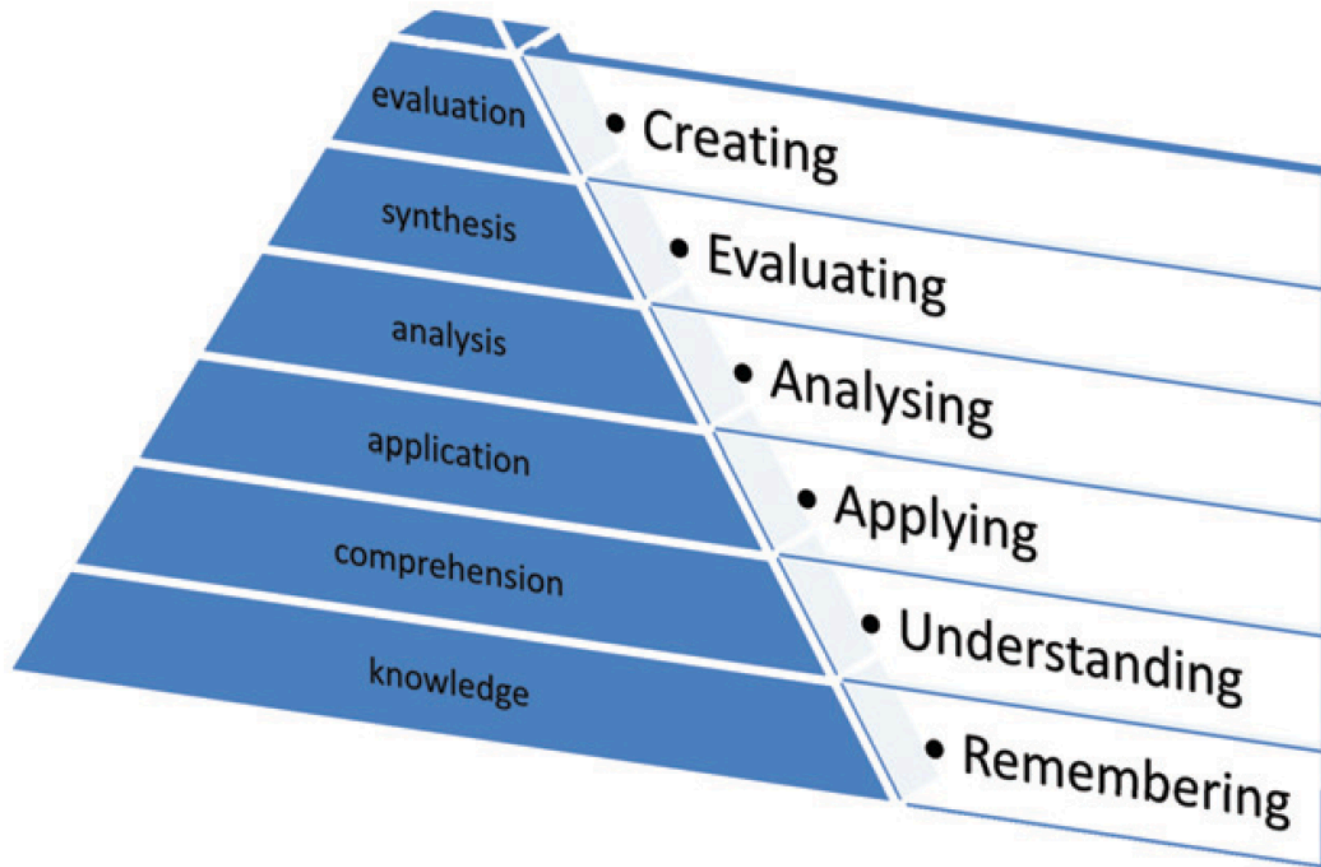 evaluation
• Creating
synthesis
• Evaluating
analysis
• Analysing
application
• Applying
comprehension
• Understanding
knowledge
• Remembering